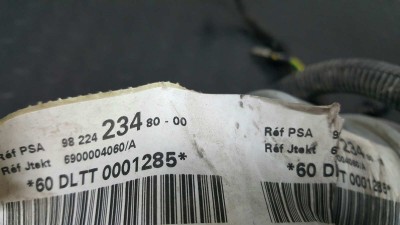 Réf PSA 98 224 234 80 - 00
Réf Jtekt 6900004060/A
*60 DLTT 0001285*
Réf PSA 98
Réf Jtekt
*60 0001285*